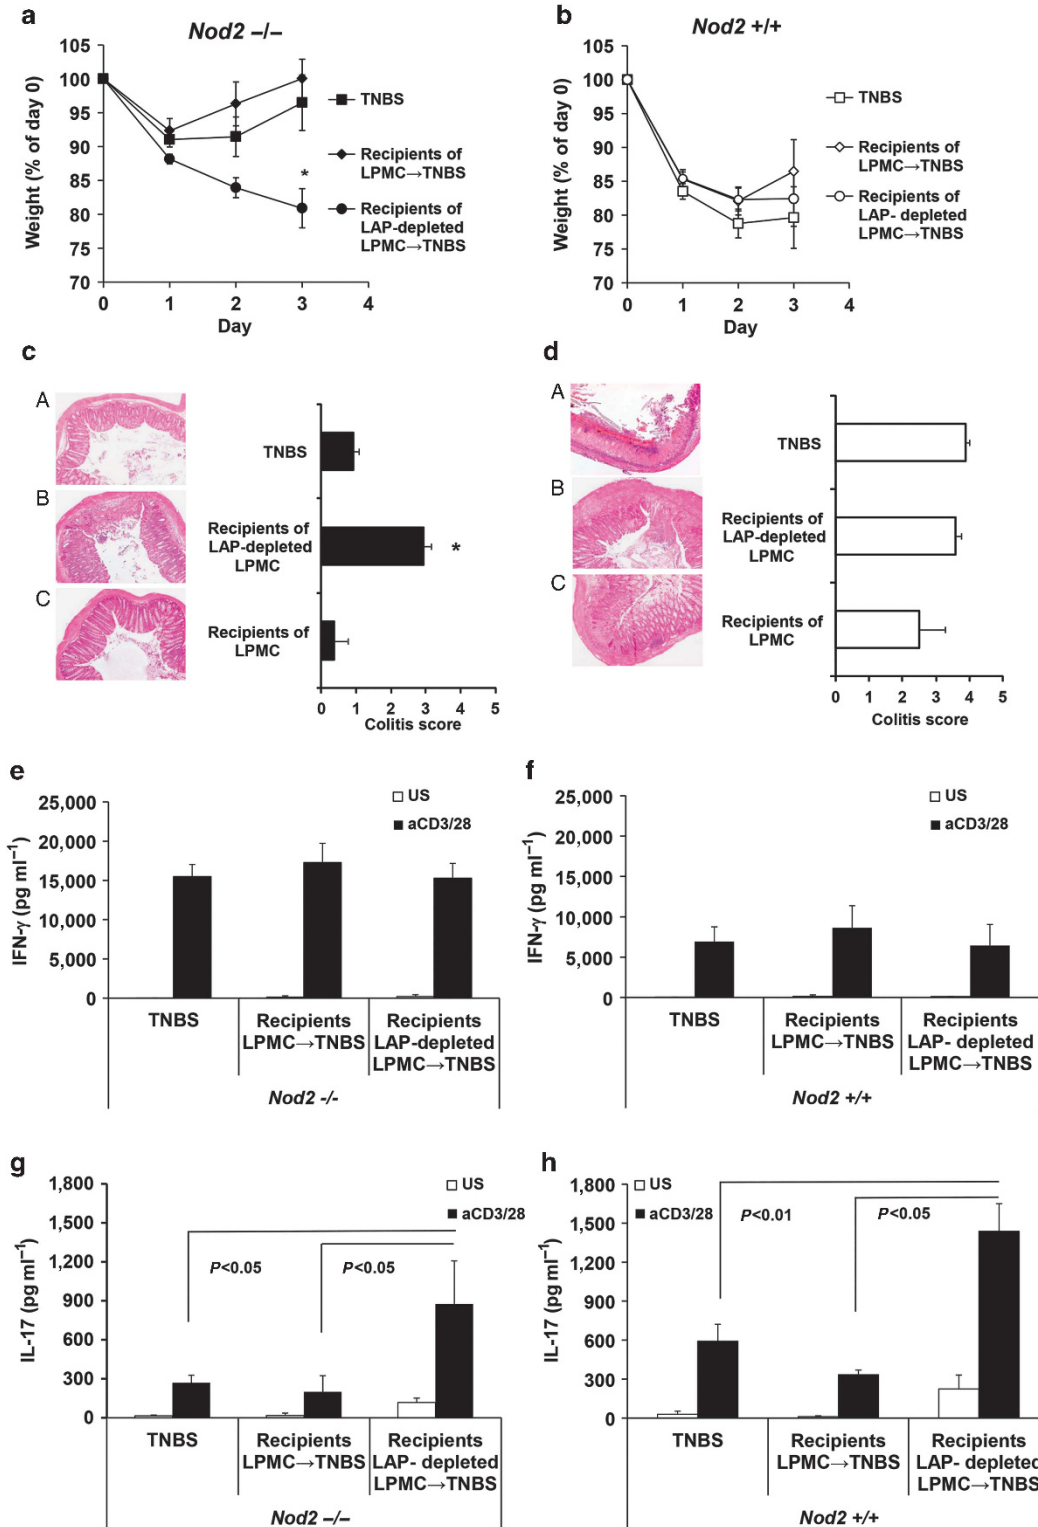 a
Nod2 –/–
105
100
95
90
85
80
75
70
Weight (% of day 0)
0 1 2 3 4
Day
*
TNBS
Recipients of
LPMC→TNBS
Recipients of
LAP-depleted
LPMC→TNBS
b
Nod2 +/+
105
100
95
90
85
80
75
70
Weight (% of day 0)
0 1 2 3 4
Day
TNBS
Recipients of
LPMC→TNBS
Recipients of
LAP- depleted
LPMC→TNBS
c
A
B
C
TNBS
Recipients of
LAP-depleted
LPMC
*
Recipients of
LPMC
0 1 2 3 4 5
Colitis score
d
A
B
C
TNBS
Recipients of
LAP-depleted
LPMC
Recipients of
LPMC
0 1 2 3 4 5
Colitis score
e
US
aCD3/28
25,000
20,000
15,000
10,000
5,000
0
IFN-γ (pg ml−1)
TNBS
Recipients
LPMC→TNBS
Recipients
LAP-depleted
LPMC→TNBS
Nod2 -/-
f
US
aCD3/28
25,000
20,000
15,000
10,000
5,000
0
IFN-γ (pg ml−1)
TNBS
Recipients
LPMC→TNBS
Recipients
LAP- depleted
LPMC→TNBS
Nod2 +/+
g
US
aCD3/28
1,800
1,500
1,200
900
600
300
0
IL-17 (pg ml−1)
P<0.05
P<0.05
TNBS
Recipients
LPMC→TNBS
Recipients
LAP- depleted
LPMC→TNBS
Nod2 –/–
h
US
aCD3/28
1,800
1,500
1,200
900
600
300
0
IL-17 (pg ml−1)
P<0.01
P<0.05
TNBS
Recipients
LPMC→TNBS
Recipients
LAP- depleted
LPMC→TNBS
Nod2 +/+